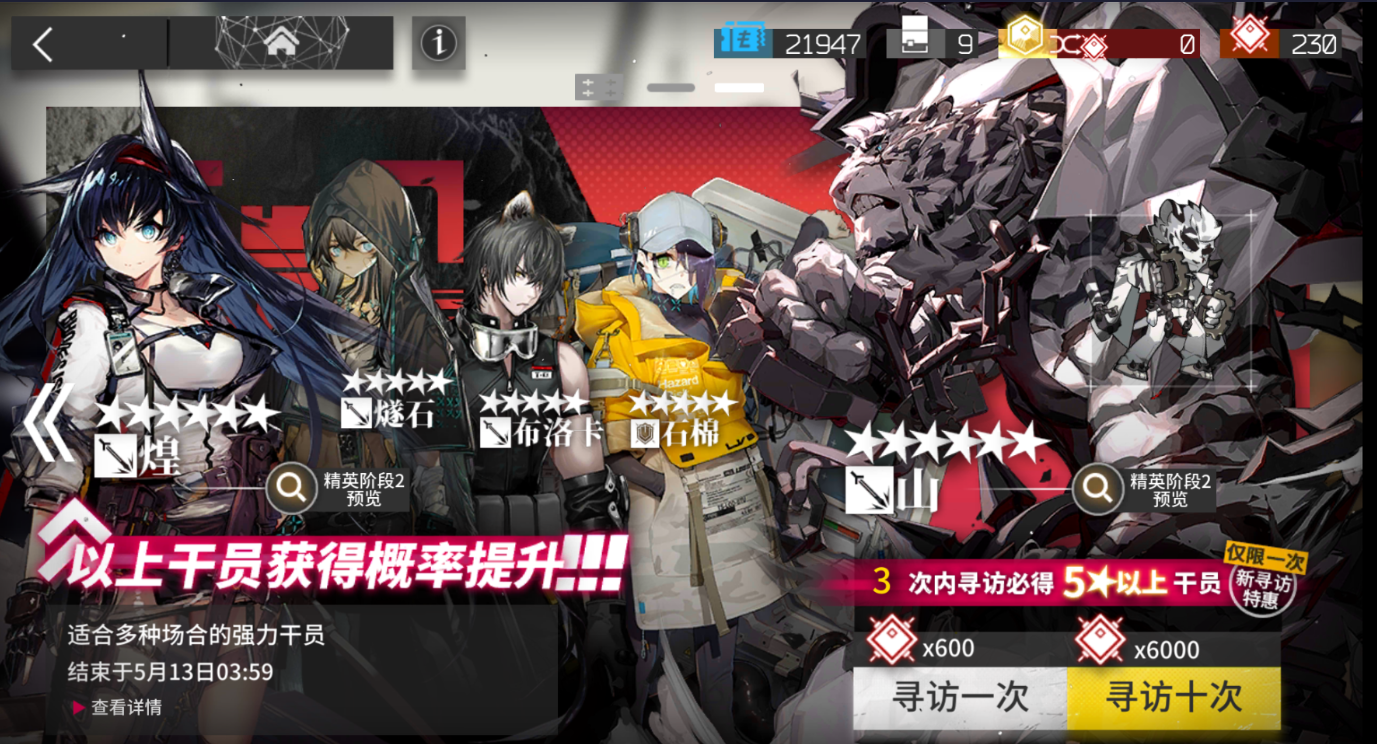 21947
9
0
230
Hazard
煌
燧石
布洛卡
石棉
山
精英阶段2
预览
精英阶段2
预览
以上干员获得概率提升!!!
适合多种场合的强力干员
结束于5月13日03:59
查看详情
仅限一次
新寻访
特惠
3 次内寻访必得 5★以上 干员
x600
x6000
寻访一次
寻访十次